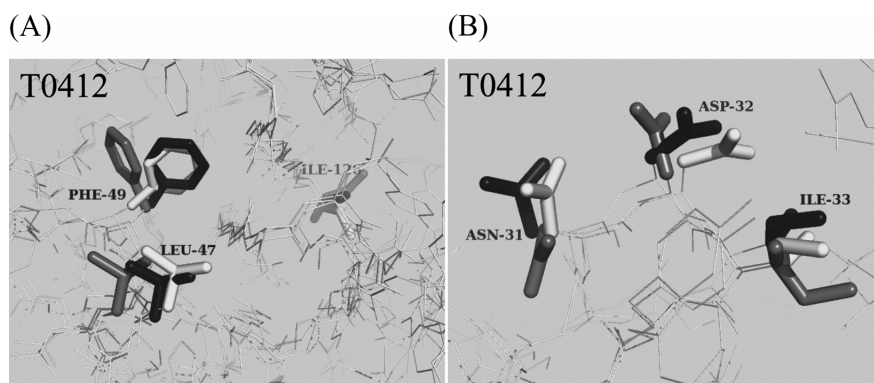 (A)
(B)
T0412
T0412
PHE-49
LEU-47
ASP-32
ASN-31
ILE-33